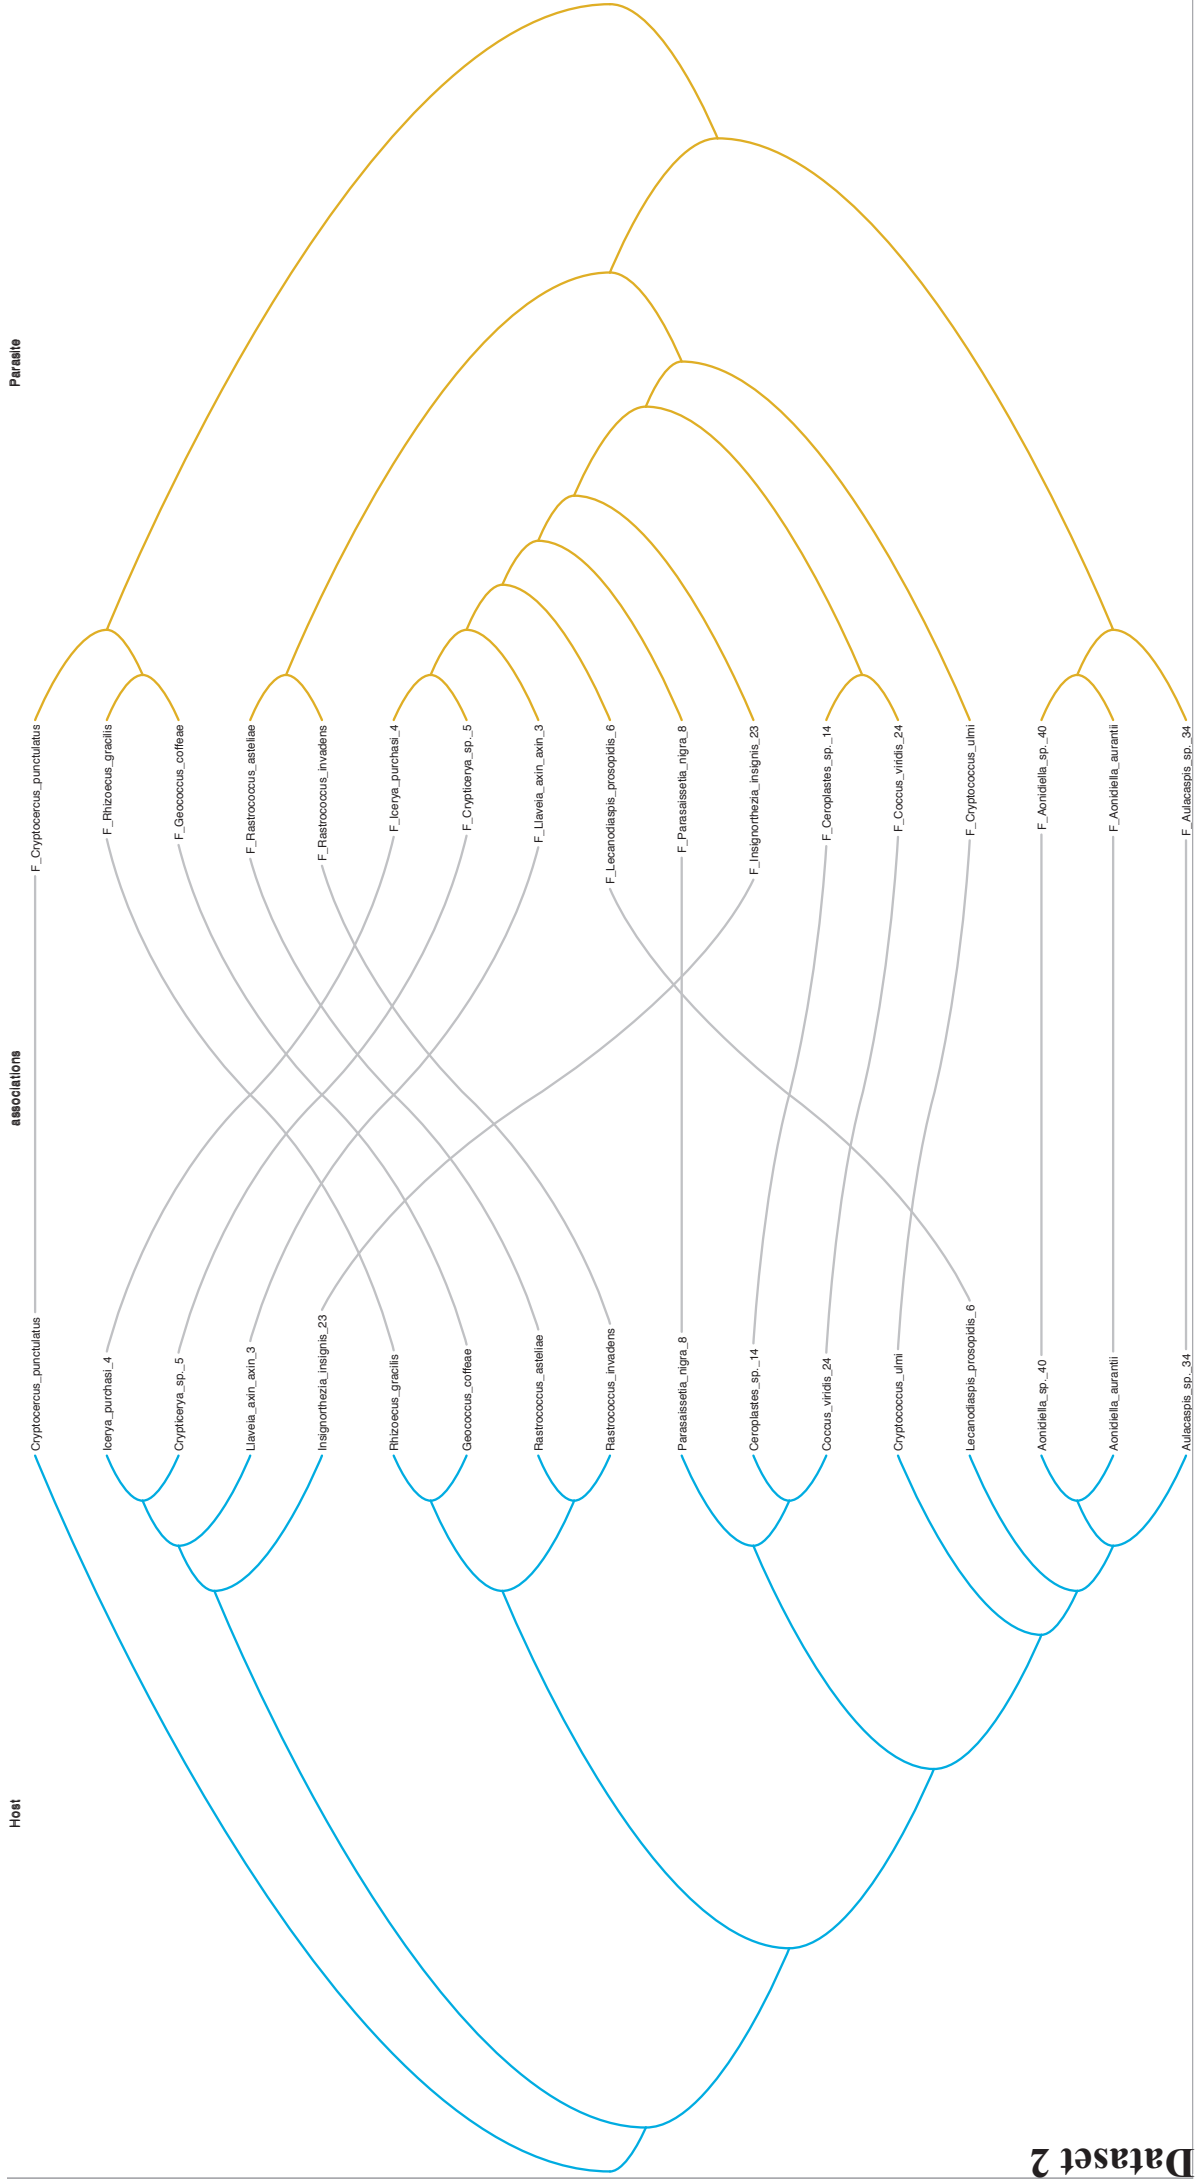 Parasite
associations
Host
F_Cryptocercus_punctulatus
F_Rhizoecus_gracilis
F_Geococcus_coffeae
F_Rastrococcus_asteliae
F_Rastrococcus_invadens
F_Icerya_purchasi_4
F_Crypticerya_sp._5
F_Llaveia_axin_axin_3
F_Lecanodiaspis_prosopidis_6
F_Parasaissetia_nigra_8
F_Insignorthezia_insignis_23
F_Ceroplastes_sp._14
F_Coccus_viridis_24
F_Cryptococcus_ulmi
F_Aonidiella_sp._40
F_Aonidiella_aurantii
F_Aulacaspis_sp._34
Cryptocercus_punctulatus
Icerya_purchasi_4
Crypticerya_sp._5
Llaveia_axin_axin_3
Insignorthezia_insignis_23
Rhizoecus_gracilis
Geococcus_coffeae
Rastrococcus_asteliae
Rastrococcus_invadens
Parasaissetia_nigra_8
Ceroplastes_sp._14
Coccus_viridis_24
Cryptococcus_ulmi
Lecanodiaspis_prosopidis_6
Aonidiella_sp._40
Aonidiella_aurantii
Aulacaspis_sp._34
Dataset 2